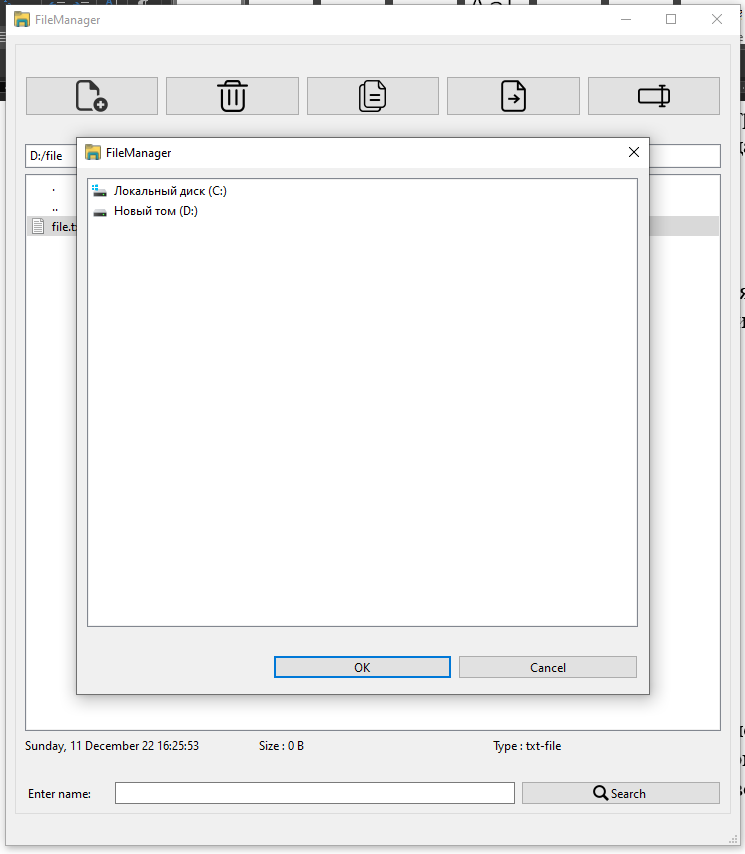 FileManager
D:/file
FileManager
Локальный диск (C:)
Новый том (D:)
.
..
OK
Cancel
Sunday, 11 December 22 16:25:53
Size : 0 B
Type : txt-file
Enter name:
Search